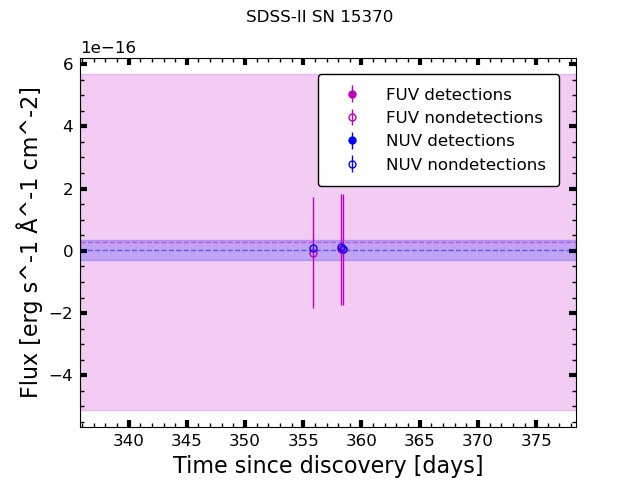 SDSS-II SN 15370
1e−16
FUV detections
FUV nondetections
NUV detections
NUV nondetections
6
4
2
0
−2
−4
Flux [erg s^-1 Å^-1 cm^-2]
340 345 350 355 360 365 370 375
Time since discovery [days]